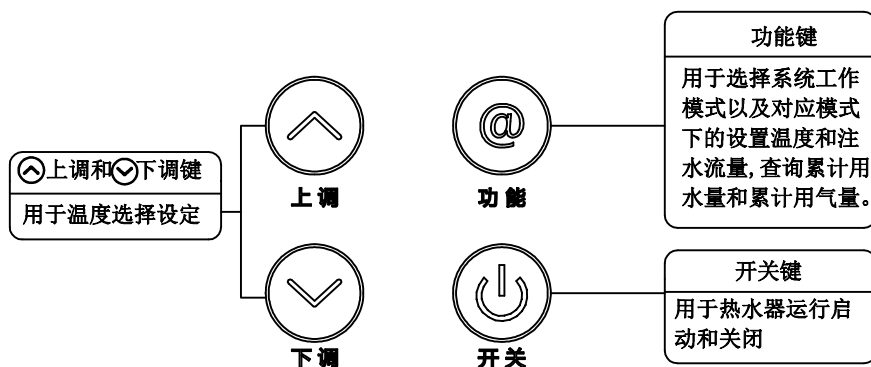 上调和下调键
用于温度选择设定
上调
下调
@
功能
开关
功能键
用于选择系统工作
模式以及对应模式
下的设置温度和注
水流量,查询累计用
水量和累计用气量。
开关键
用于热水器运行启
动和关闭